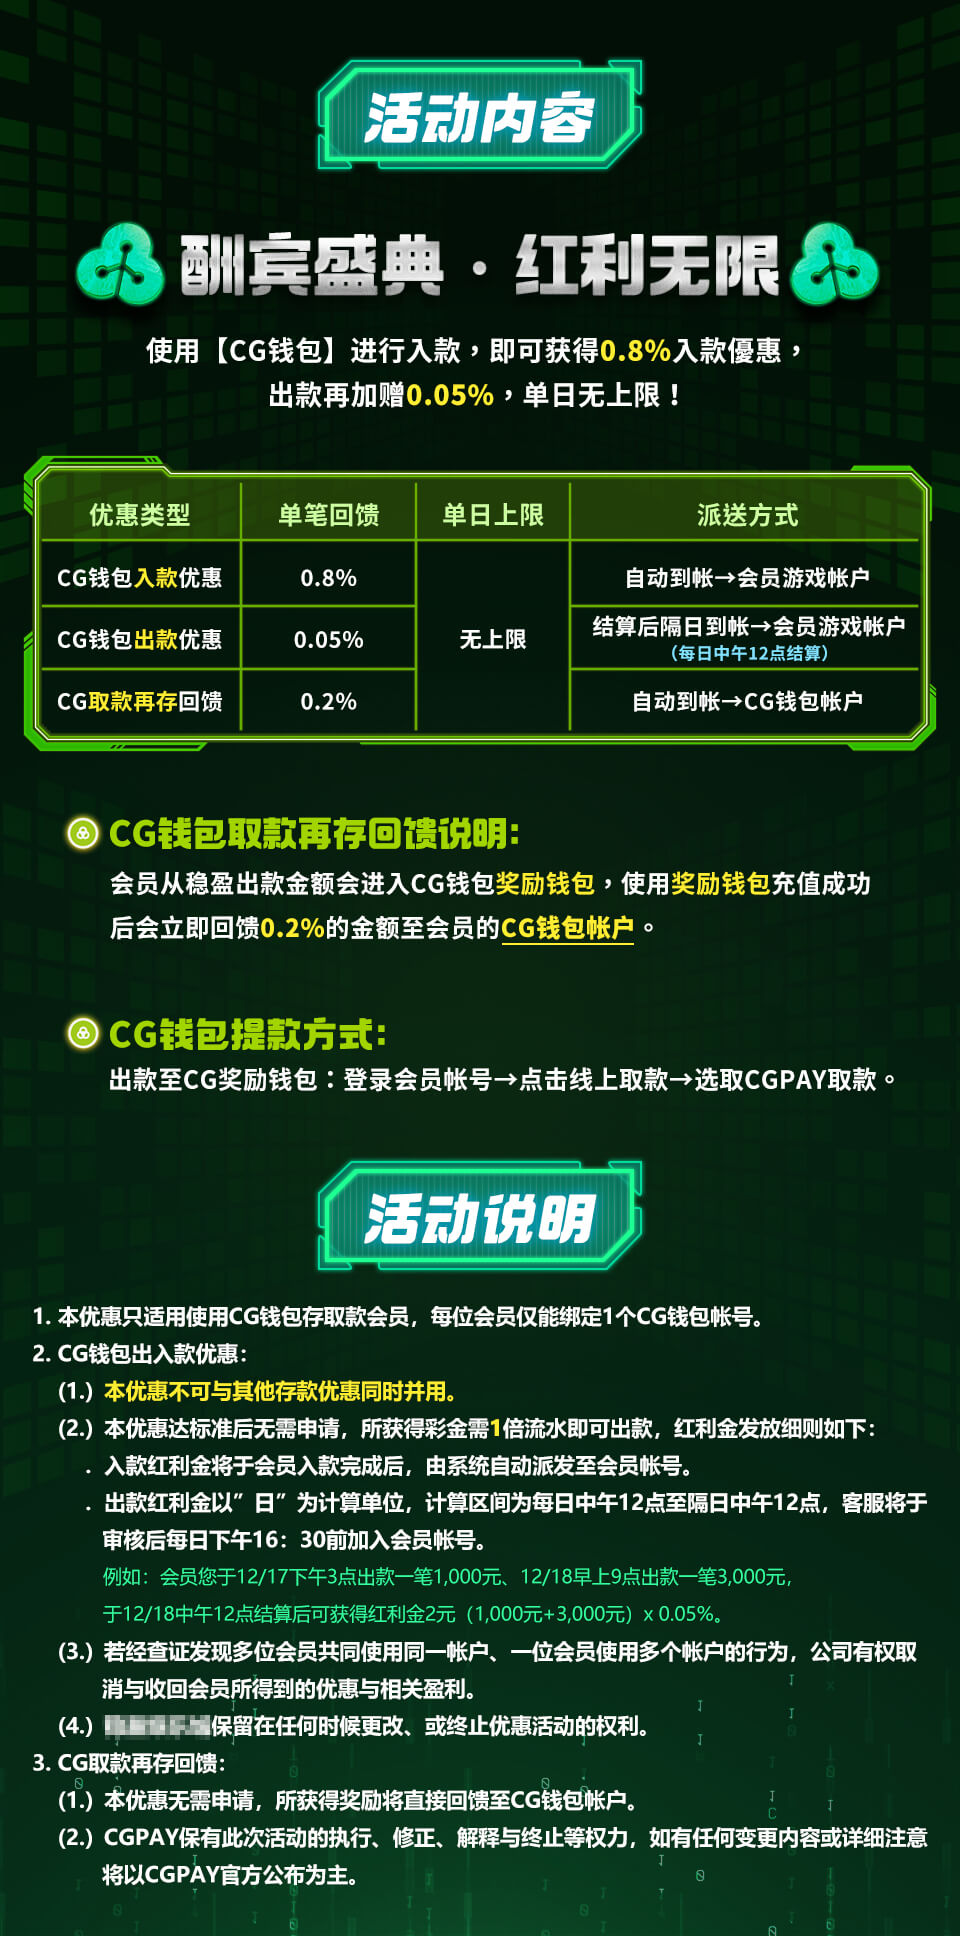 活动内容
酬宾盛典·红利无限
使用【CG钱包】进行入款，即可获得0.8%入款優惠，
出款再加赠0.05%，单日无上限！
优惠类型 单笔回馈 单日上限 派送方式
CG钱包入款优惠 0.8% 自动到帐→会员游戏帐户
CG钱包出款优惠 0.05% 无上限 结算后隔日到帐→会员游戏帐户
（每日中午12点结算）
CG取款再存回馈 0.2% 自动到帐→CG钱包帐户
CG钱包取款再存回馈说明:
会员从稳盈出款金额会进入CG钱包奖励钱包，使用奖励钱包充值成功
后会立即回馈0.2%的金额至会员的CG钱包帐户。
CG钱包提款方式:
出款至CG奖励钱包：登录会员帐号→点击线上取款→选取CGPAY取款。
活动说明
1. 本优惠只适用使用CG钱包存取款会员，每位会员仅能绑定1个CG钱包帐号。
2. CG钱包出入款优惠：
(1.) 本优惠不可与其他存款优惠同时并用。
(2.) 本优惠达标准后无需申请，所获得彩金需1倍流水即可出款，红利金发放细则如下：
. 入款红利金将于会员入款完成后，由系统自动派发至会员帐号。
. 出款红利金以”日”为计算单位，计算区间为每日中午12点至隔日中午12点，客服将于
审核后每日下午16：30前加入会员帐号。
例如：会员您于12/17下午3点出款一笔1,000元、12/18早上9点出款一笔3,000元，
于12/18中午12点结算后可获得红利金2元（1,000元+3,000元）x 0.05%。
(3.) 若经查证发现多位会员共同使用同一帐户、一位会员使用多个帐户的行为，公司有权取
消与收回会员所得到的优惠与相关盈利。
(4.) 保留在任何时候更改、或终止优惠活动的权利。
3. CG取款再存回馈：
(1.) 本优惠无需申请，所获得奖励将直接回馈至CG钱包帐户。
(2.) CGPAY保有此次活动的执行、修正、解释与终止等权力，如有任何变更内容或详细注意
将以CGPAY官方公布为主。